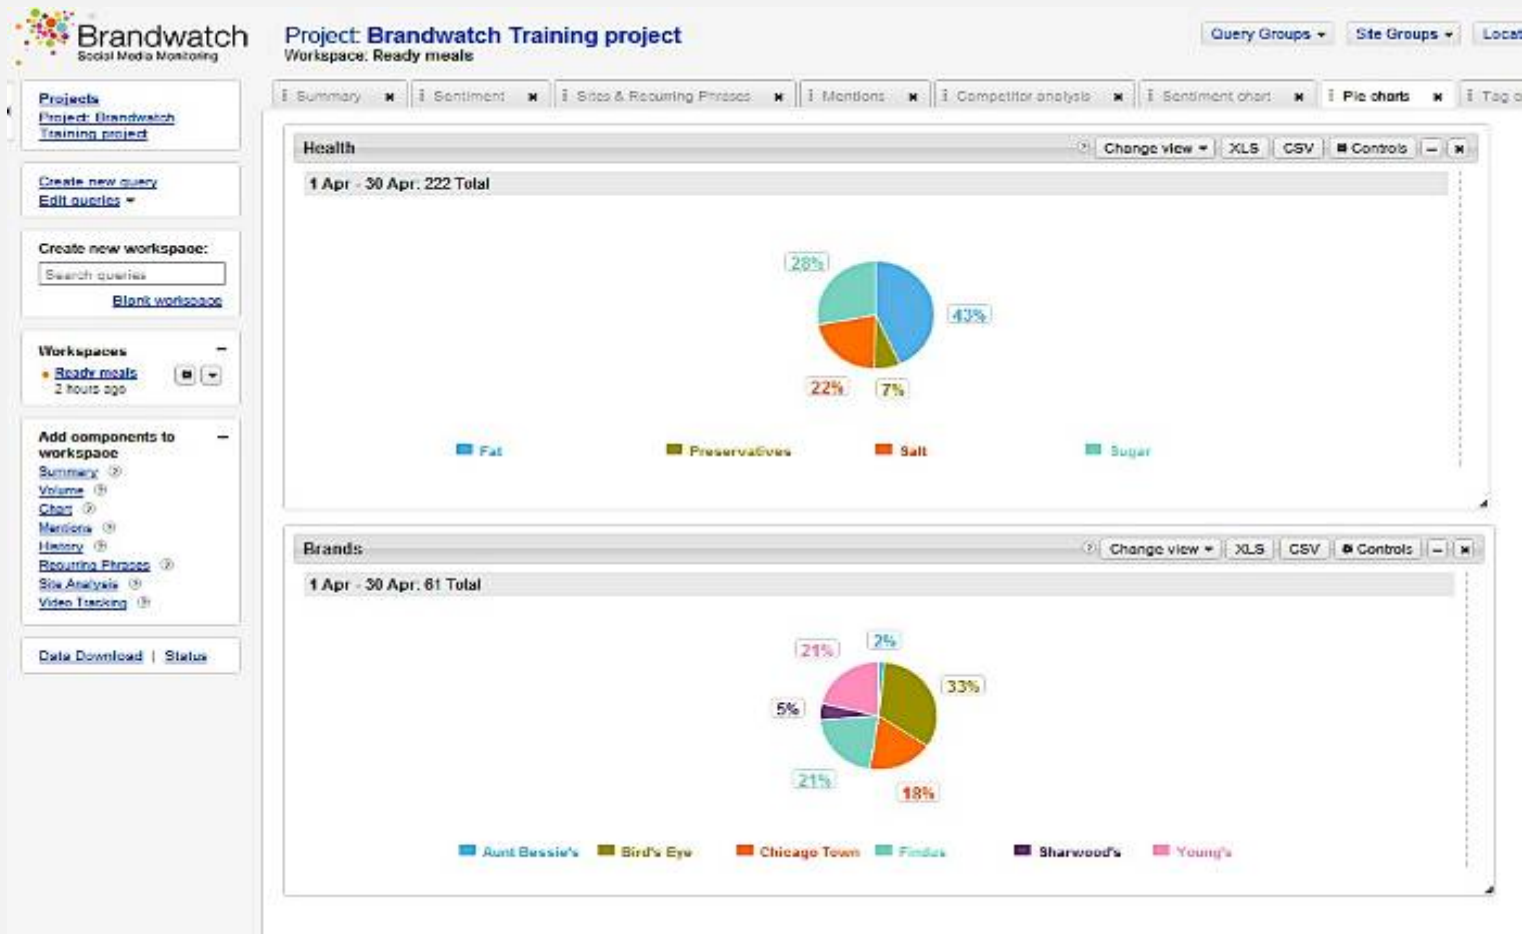 Brandwatch
Social Media Monitoring
Project: Brandwatch Training project
Workspace: Ready meals
Query Groups
Site Groups
Locat
Projects
Project: Brandwatch
Training project
Create new query
Edit queries
Create new workspace:
Search queries
Blank workspace
Workspaces
Ready meals
2 hours ago
Add components to
workspace
Summary
Volume
Chart
Mentions
History
Recurring Phrases
Site Analysis
Video Tracking
Data Download | Status
Summary
Sentiment
Sites & Recurring Phrases
Mentions
Competitor analysis
Sentiment chart
Pie charts
Tag c
Health
Change view
XLS
CSV
Controls
1 Apr - 30 Apr: 222 Total
28%
43%
22%
7%
Fat
Preservatives
Salt
Sugar
Brands
Change view
XLS
CSV
Controls
1 Apr - 30 Apr: 61 Total
21%
2%
33%
5%
21%
18%
Aunt Bessie's
Bird's Eye
Chicago Town
Findus
Sharwood's
Young's